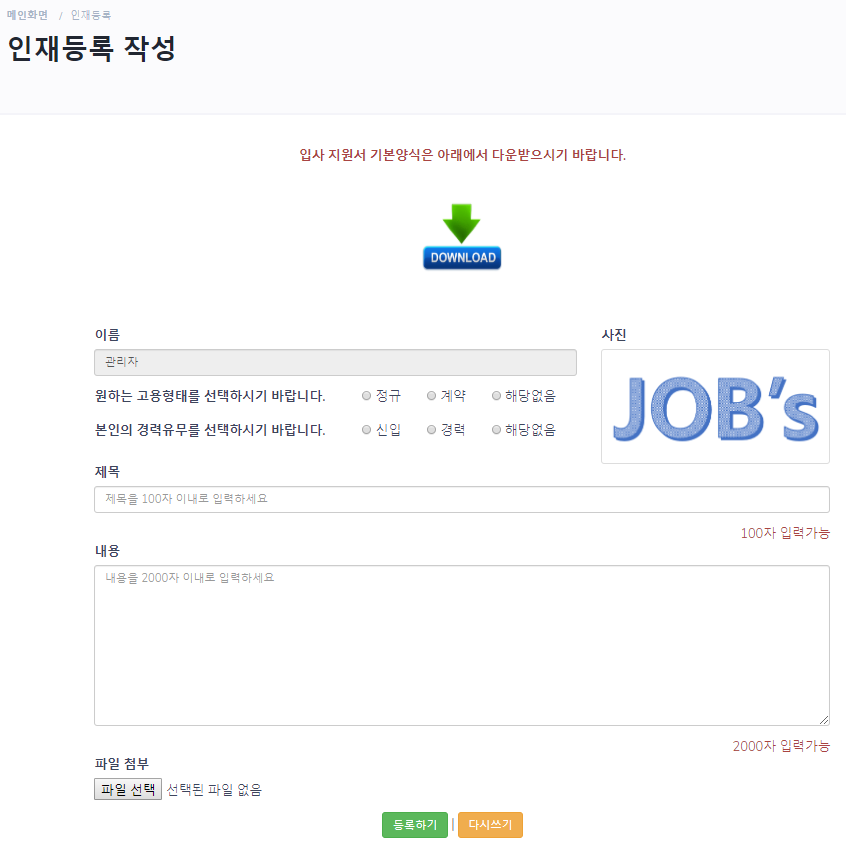 메인화면 / 인재등록
인재등록 작성
입사 지원서 기본양식은 아래에서 다운받으시기 바랍니다.
DOWNLOAD
이름
사진
관리자
JOB's
원하는 고용형태를 선택하시기 바랍니다. 정규 계약 해당없음
본인의 경력유무를 선택하시기 바랍니다. 신입 경력 해당없음
제목
제목을 100자 이내로 입력하세요
100자 입력가능
내용
내용을 2000자 이내로 입력하세요
2000자 입력가능
파일 첨부
파일 선택 선택된 파일 없음
등록하기 | 다시쓰기